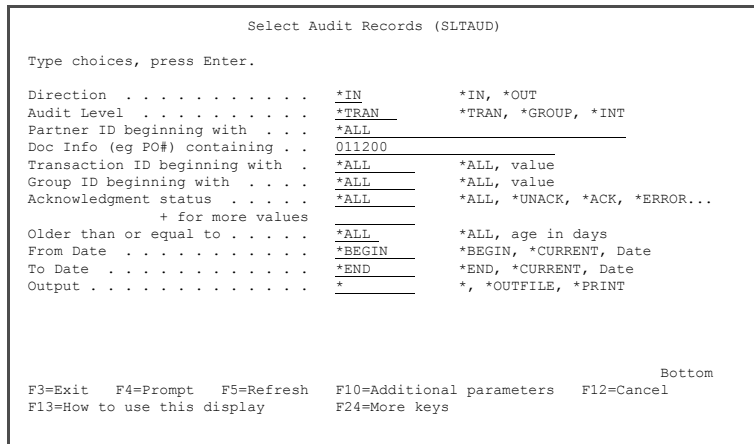 Select Audit Records (SLTAUD)
Type choices, press Enter.
Direction . . . . . . . . . . . *IN *IN, *OUT
Audit Level . . . . . . . . . . *TRAN *TRAN, *GROUP, *INT
Partner ID beginning with . . . *ALL
Doc Info (eg PO#) containing . . 011200
Transaction ID beginning with . *ALL *ALL, value
Group ID beginning with . . . . *ALL *ALL, value
Acknowledgment status . . . . . *ALL *ALL, *UNACK, *ACK, *ERROR...
+ for more values
Older than or equal to . . . . . *ALL *ALL, age in days
From Date . . . . . . . . . . . *BEGIN *BEGIN, *CURRENT, Date
To Date . . . . . . . . . . . . *END *END, *CURRENT, Date
Output . . . . . . . . . . . . . * *, *OUTFILE, *PRINT
Bottom
F3=Exit F4=Prompt F5=Refresh F10=Additional parameters F12=Cancel
F13=How to use this display F24=More keys